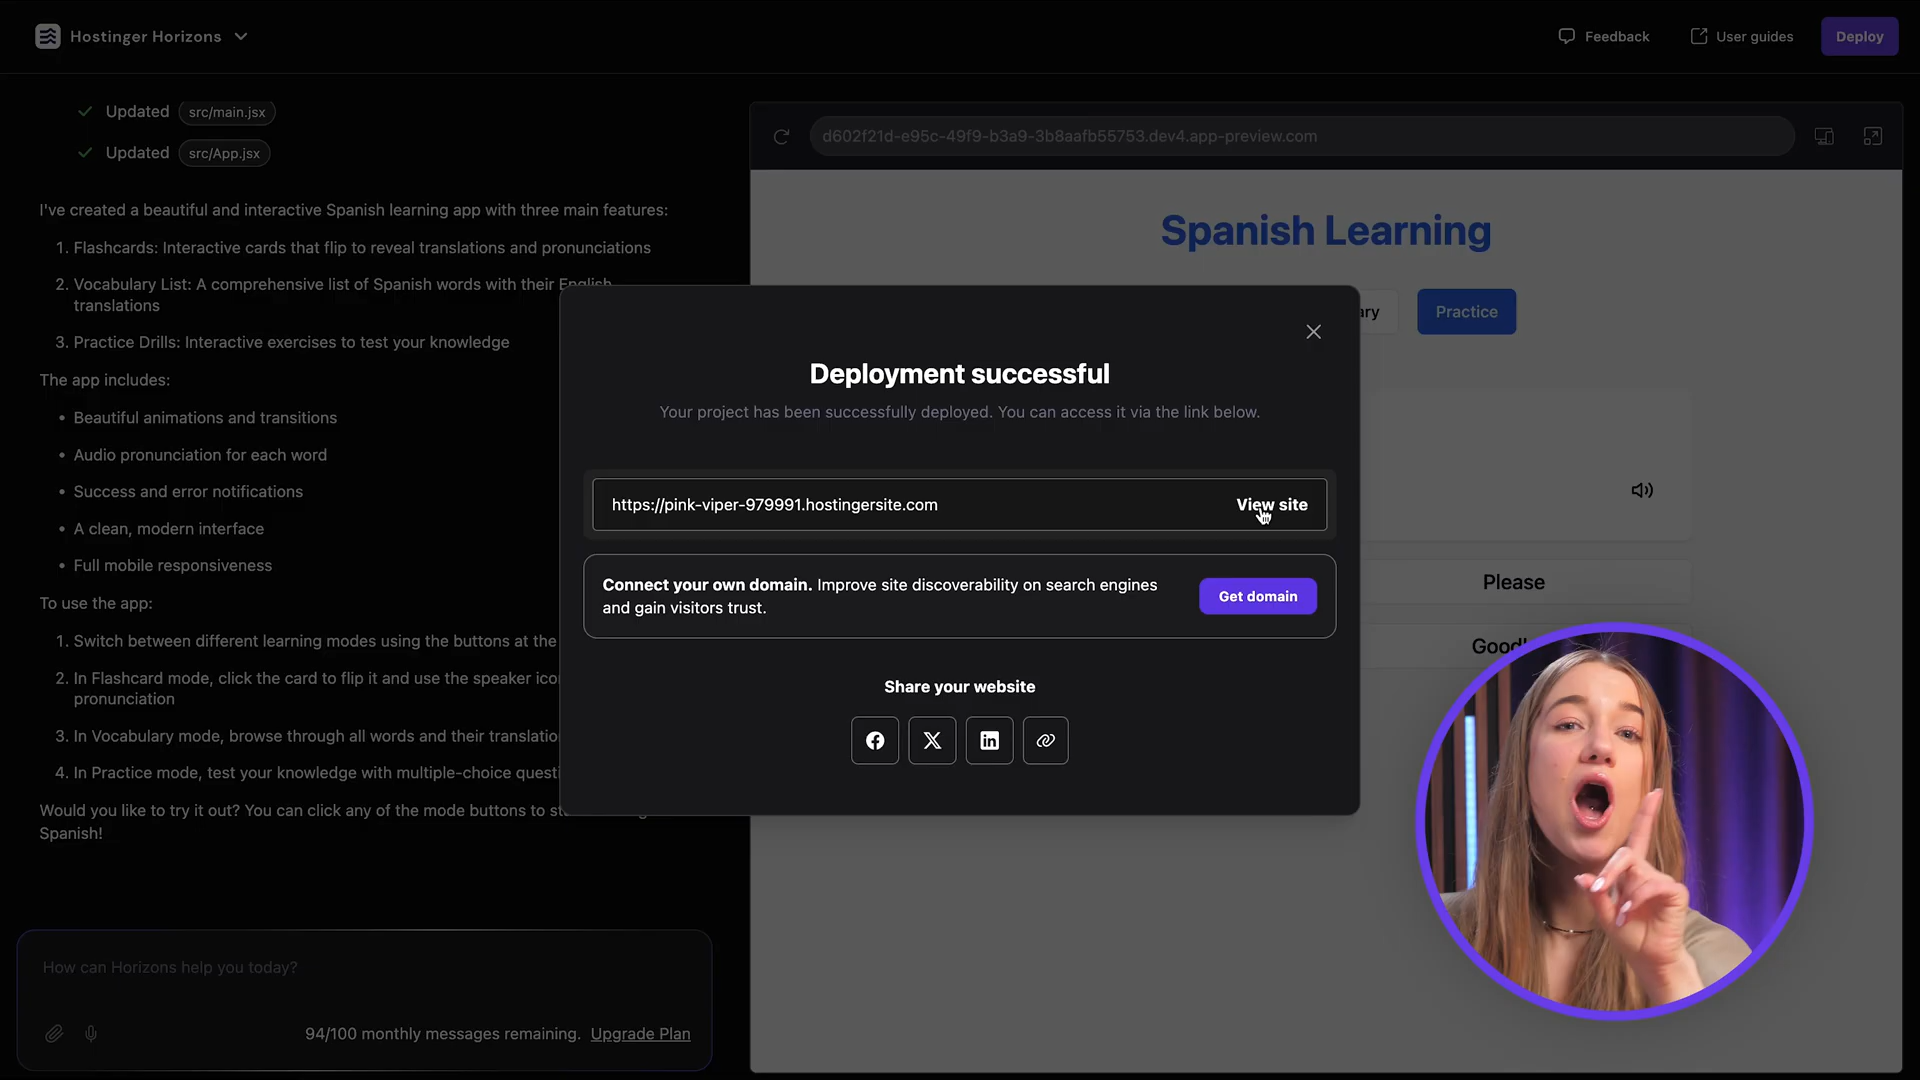 Hostinger Horizons
Feedback
User guides
Deploy
Updated src/main.jsx
Updated src/App.jsx
I've created a beautiful and interactive Spanish learning app with three main features:
1. Flashcards: Interactive cards that flip to reveal translations and pronunciations
2. Vocabulary List: A comprehensive list of Spanish words with their English
translations
3. Practice Drills: Interactive exercises to test your knowledge
The app includes:
• Beautiful animations and transitions
• Audio pronunciation for each word
• Success and error notifications
• A clean, modern interface
• Full mobile responsiveness
To use the app:
1. Switch between different learning modes using the buttons at the
2. In Flashcard mode, click the card to flip it and use the speaker
pronunciation
3. In Vocabulary mode, browse through all words and their
4. In Practice mode, test your knowledge with multiple-choice
Would you like to try it out? You can click any of the mode buttons to
Spanish!
How can Horizons help you today?
94/100 monthly messages remaining. Upgrade Plan
d602f21d-e95c-49f9-b3a9-3b8aafb55753.dev4.app-preview.com
Spanish Learning
Practice
Please
Deployment successful
Your project has been successfully deployed. You can access it via the link below.
https://pink-viper-979991.hostingersite.com
View site
Connect your own domain. Improve site discoverability on search engines
and gain visitors trust.
Get domain
Share your website